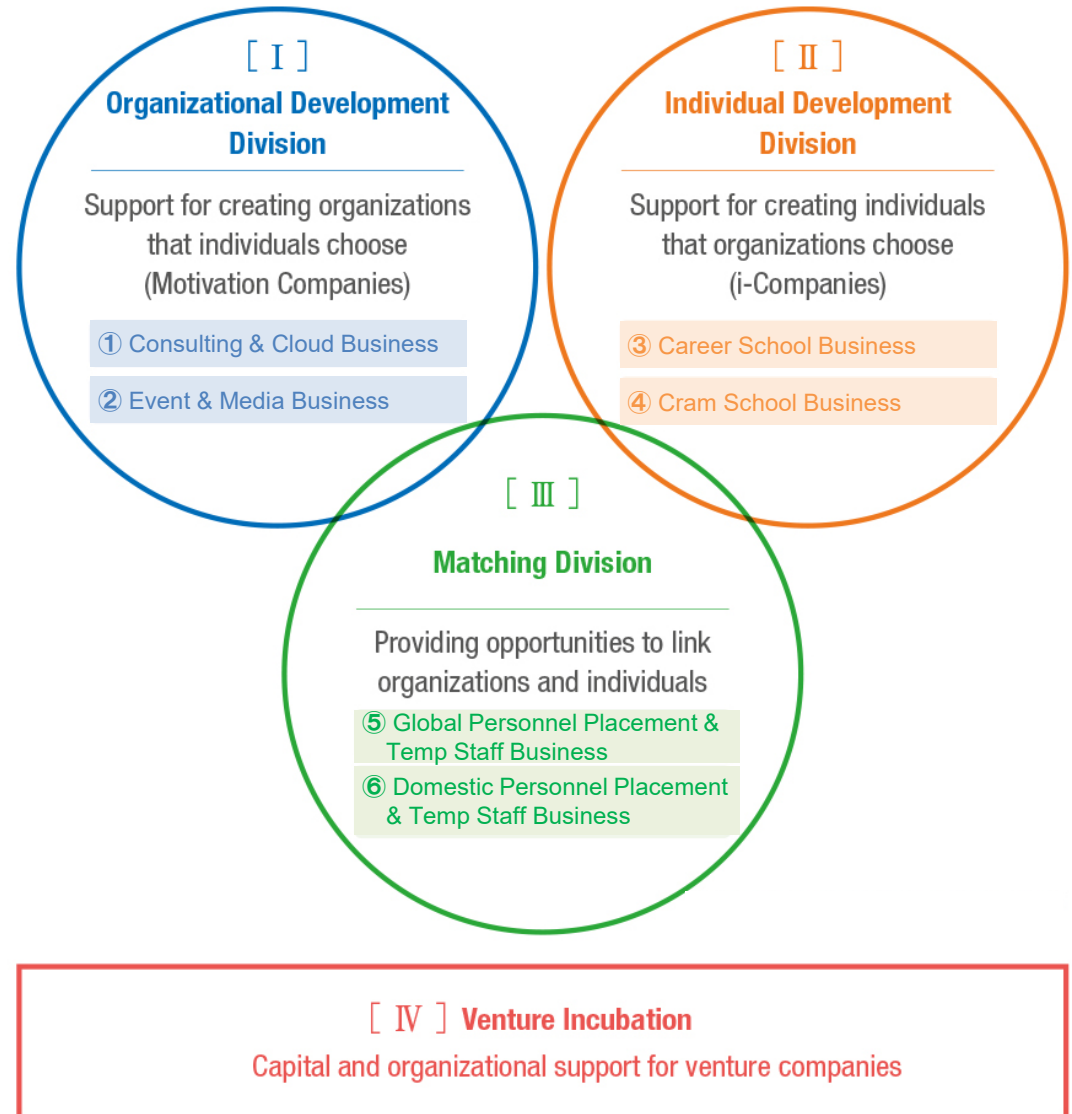 ［ Ⅰ ］
Organizational Development
Division
Support for creating organizations
that individuals choose
(Motivation Companies)
① Consulting & Cloud Business
② Event & Media Business
［ Ⅱ ］
Individual Development
Division
Support for creating individuals
that organizations choose
(i-Companies)
③ Career School Business
④ Cram School Business
［ Ⅲ ］
Matching Division
Providing opportunities to link
organizations and individuals
⑤ Global Personnel Placement &
Temp Staff Business
⑥ Domestic Personnel Placement
& Temp Staff Business
［ Ⅳ ］ Venture Incubation
Capital and organizational support for venture companies